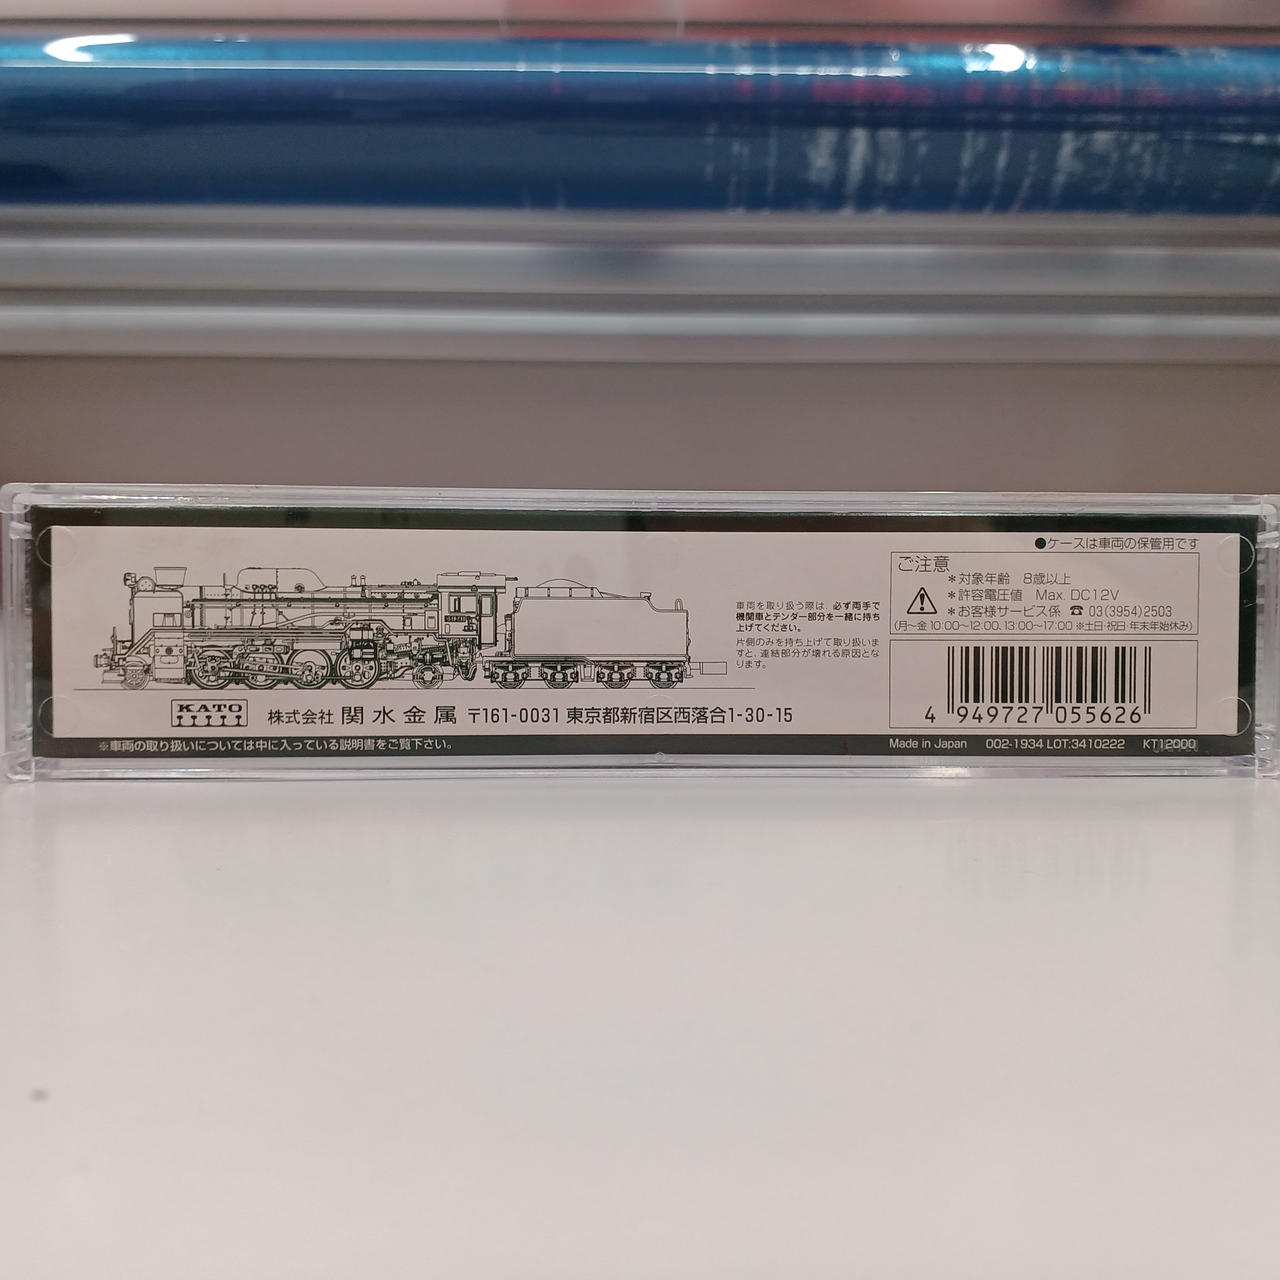 ●ケースは車両の保管用です
ご注意
＊対象年齢　8歳以上
＊許容電圧値　Max. DC12V
＊お客様サービス係 ☎ 03(3954)2503
(月～金 10:00～12:00、13:00～17:00 ※土日・祝日・年末年始休み)
車両を取り扱う際は、必ず両手で
機関車とテンダー部分を一緒に持ち
上げてください。
片側のみを持ち上げて取り扱いま
すと、連結部分が壊れる原因とな
ります。
KATO
株式会社 関水金属 〒161-0031 東京都新宿区西落合1-30-15
4 949727 055626
※車両の取り扱いについては中に入っている説明書をご覧下さい。
Made in Japan　002-1934 LOT:3410222　KT12000